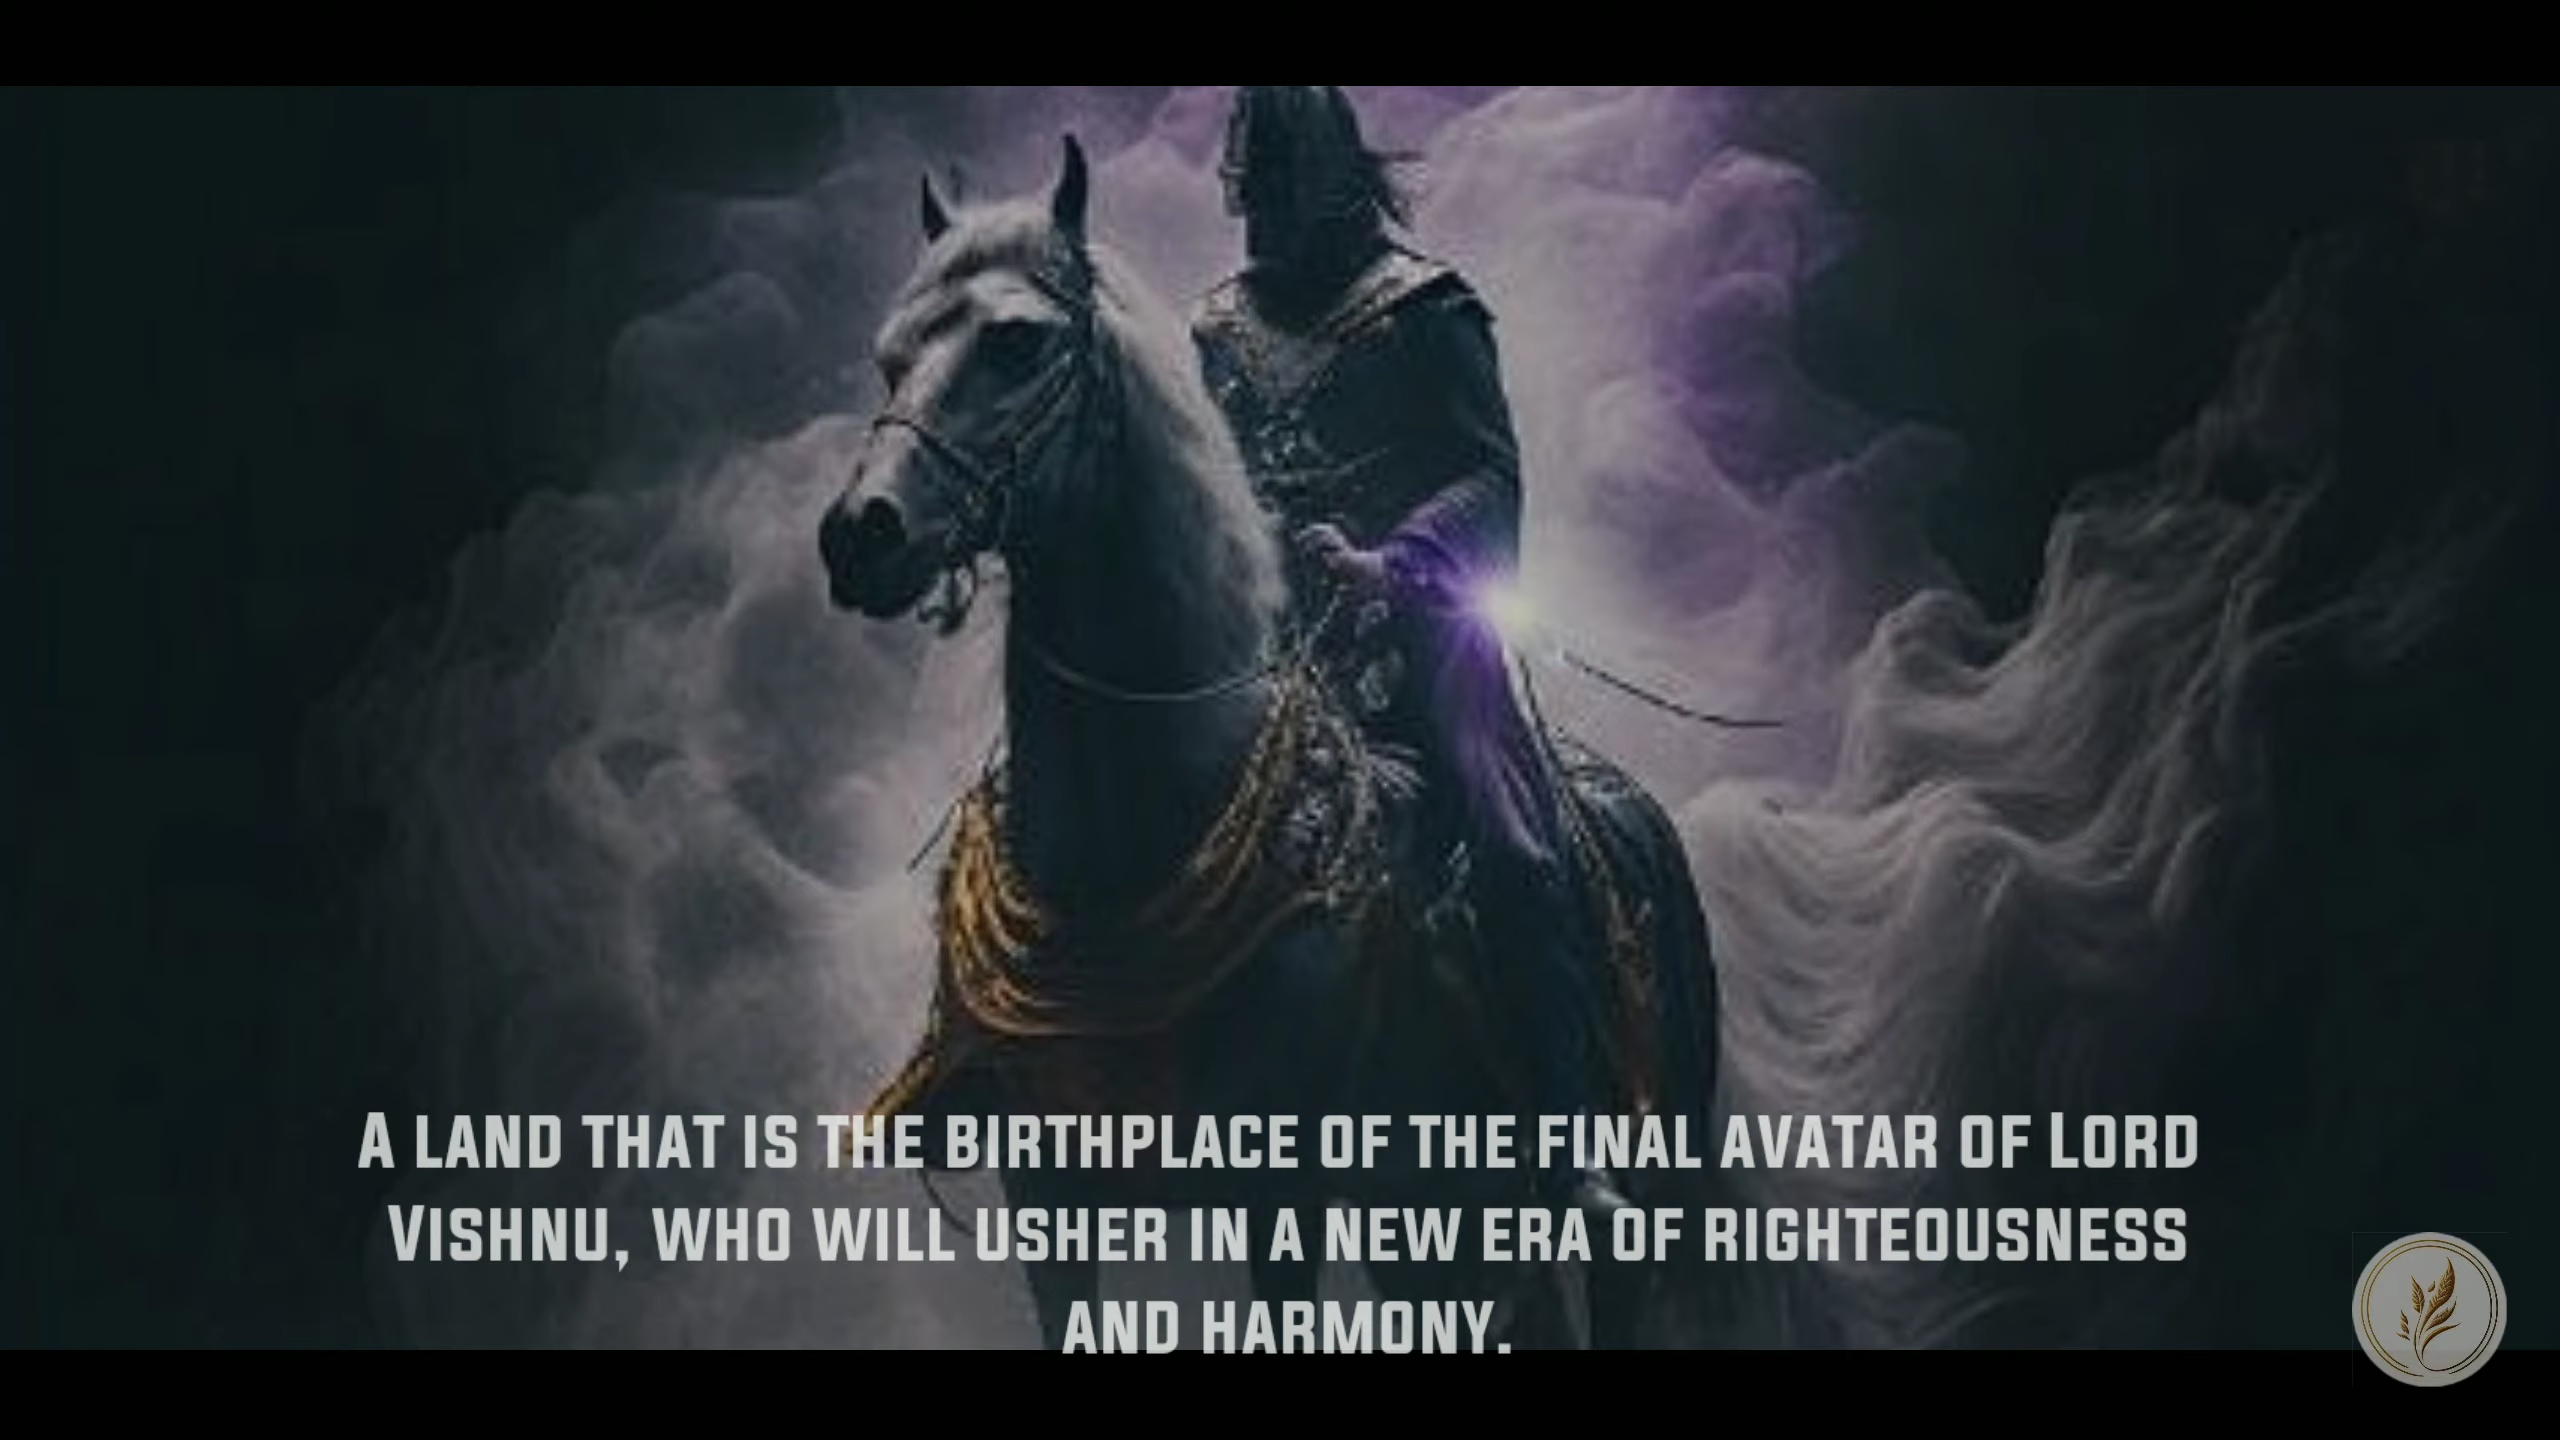 A land that is the birthplace of the final avatar of Lord
Vishnu, who will usher in a new era of righteousness
and harmony.